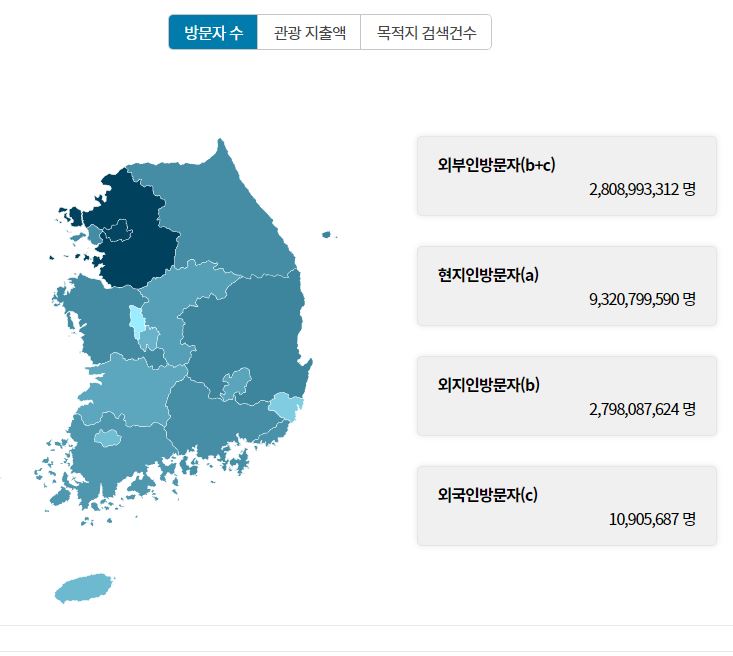 방문자 수
관광 지출액
목적지 검색건수
외부인방문자(b+c)
2,808,993,312 명
현지인방문자(a)
9,320,799,590 명
외지인방문자(b)
2,798,087,624 명
외국인방문자(c)
10,905,687 명